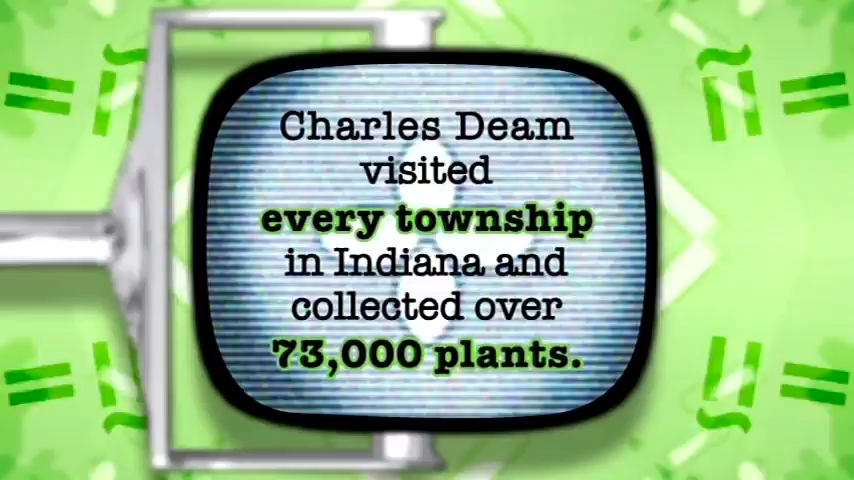 Charles Deam
visited
every township
in Indiana and
collected over
73,000 plants.